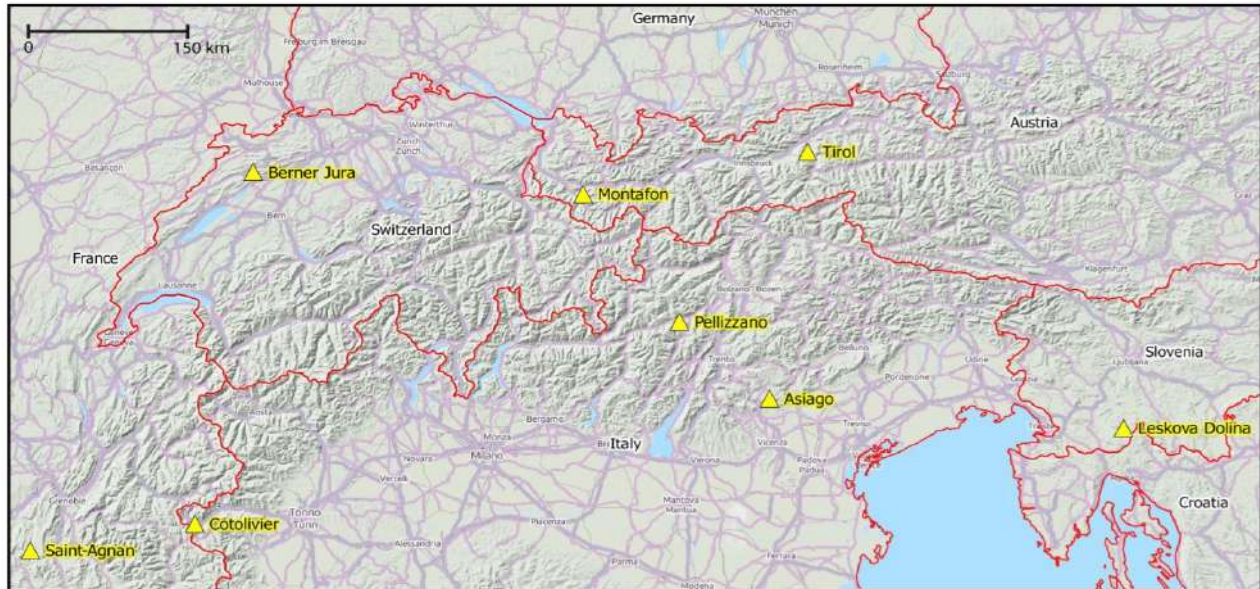 Germany
München
Munich
0
150 km
Freiburg im Breisgau
Rosenheim
Salzburg
Mulhouse
Austria
Winterthur
Zürich
Zürich
Besançon
Berner Jura
Innsbruck
Tirol
Montafon
Bern
Switzerland
France
Klagenfurt
Lausanne
Bolzano - Bozen
Pellizzano
Slovenia
Trento
Belluno
Ljubljana
Udine
Pordenone
Aosta
Asiago
Bergamo
Treviso
Leskova Dolina
Italy
Monza
Vicenza
Novara
Milano
Verona
Padova
Padua
Vercelli
Grenoble
Mantova
Mantua
Croatia
Cotolivier
Torino
Turin
Piacenza
Saint-Agnan
Alessandria
Parma
Ferrara
Modena